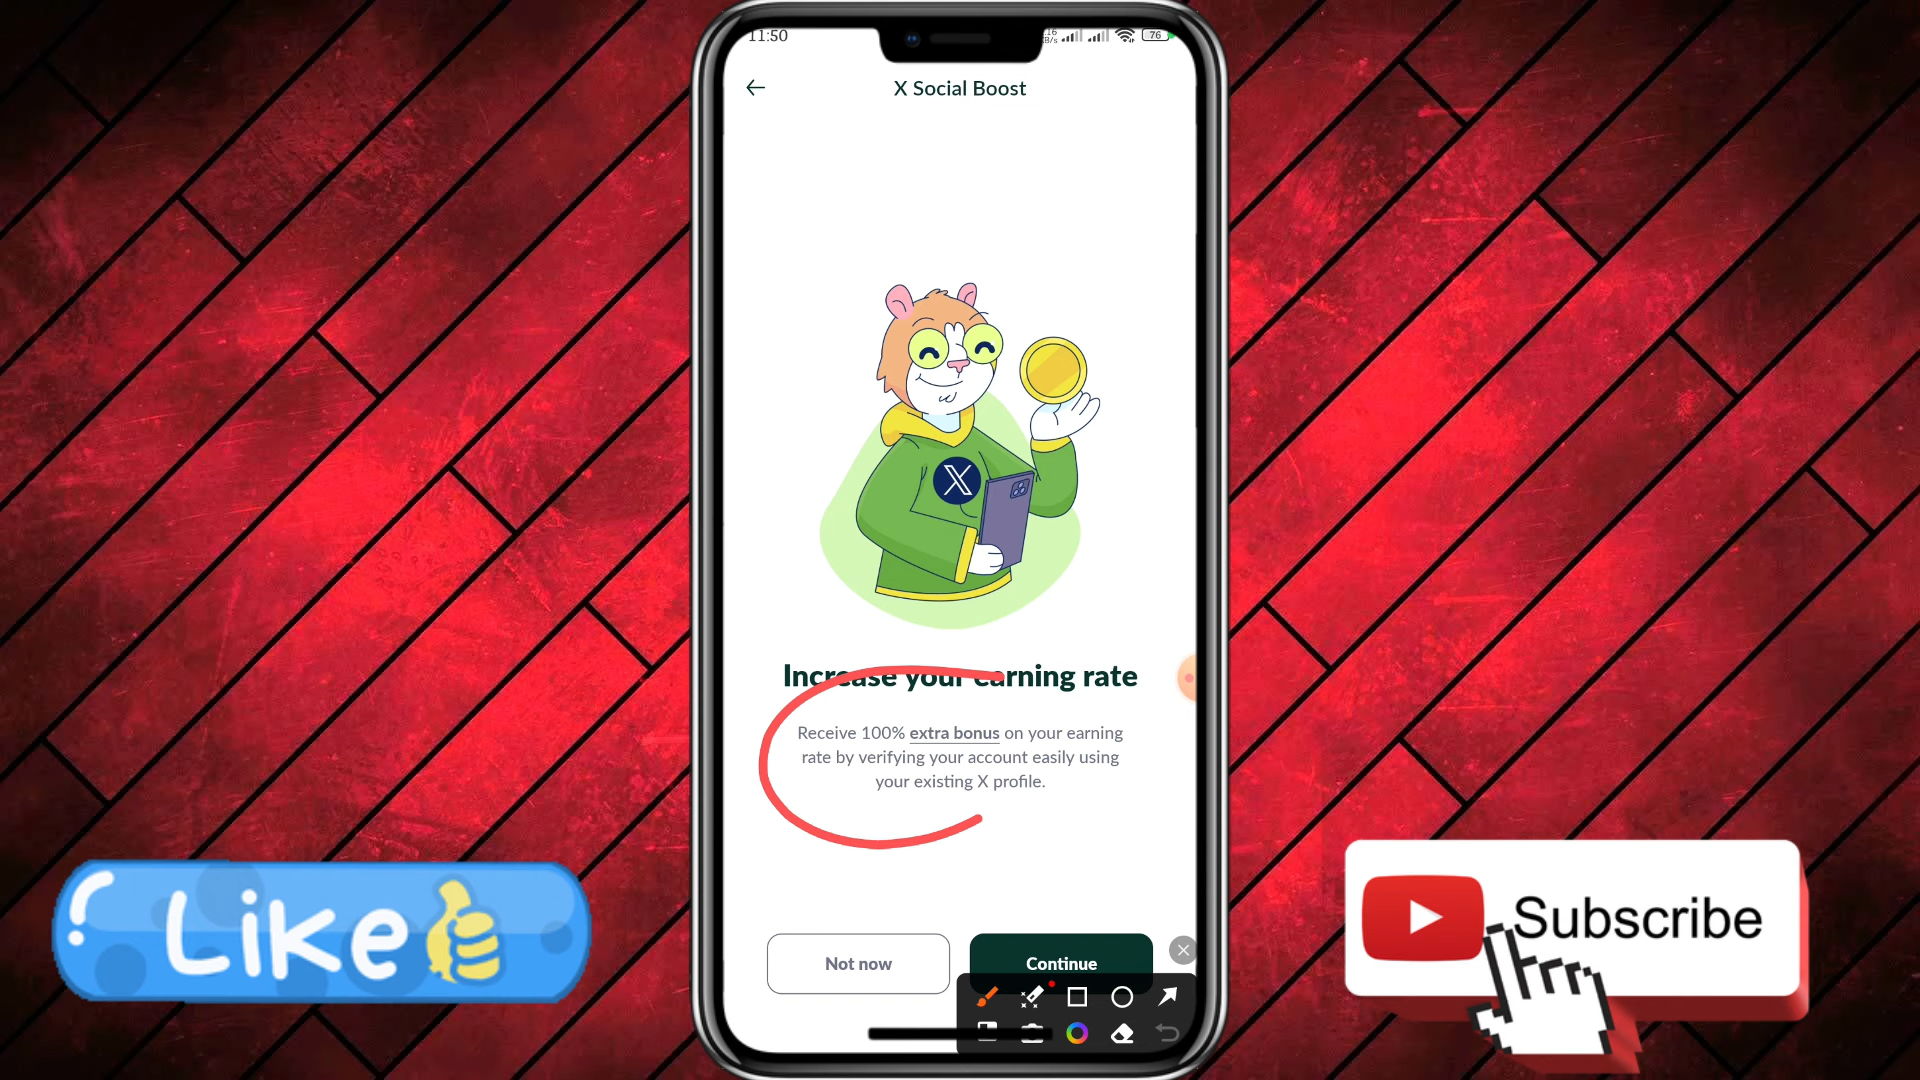 11:50
76
X Social Boost
Increase your earning rate
Receive 100% extra bonus on your earning
rate by verifying your account easily using
your existing X profile.
Not now
Continue
Like
Subscribe